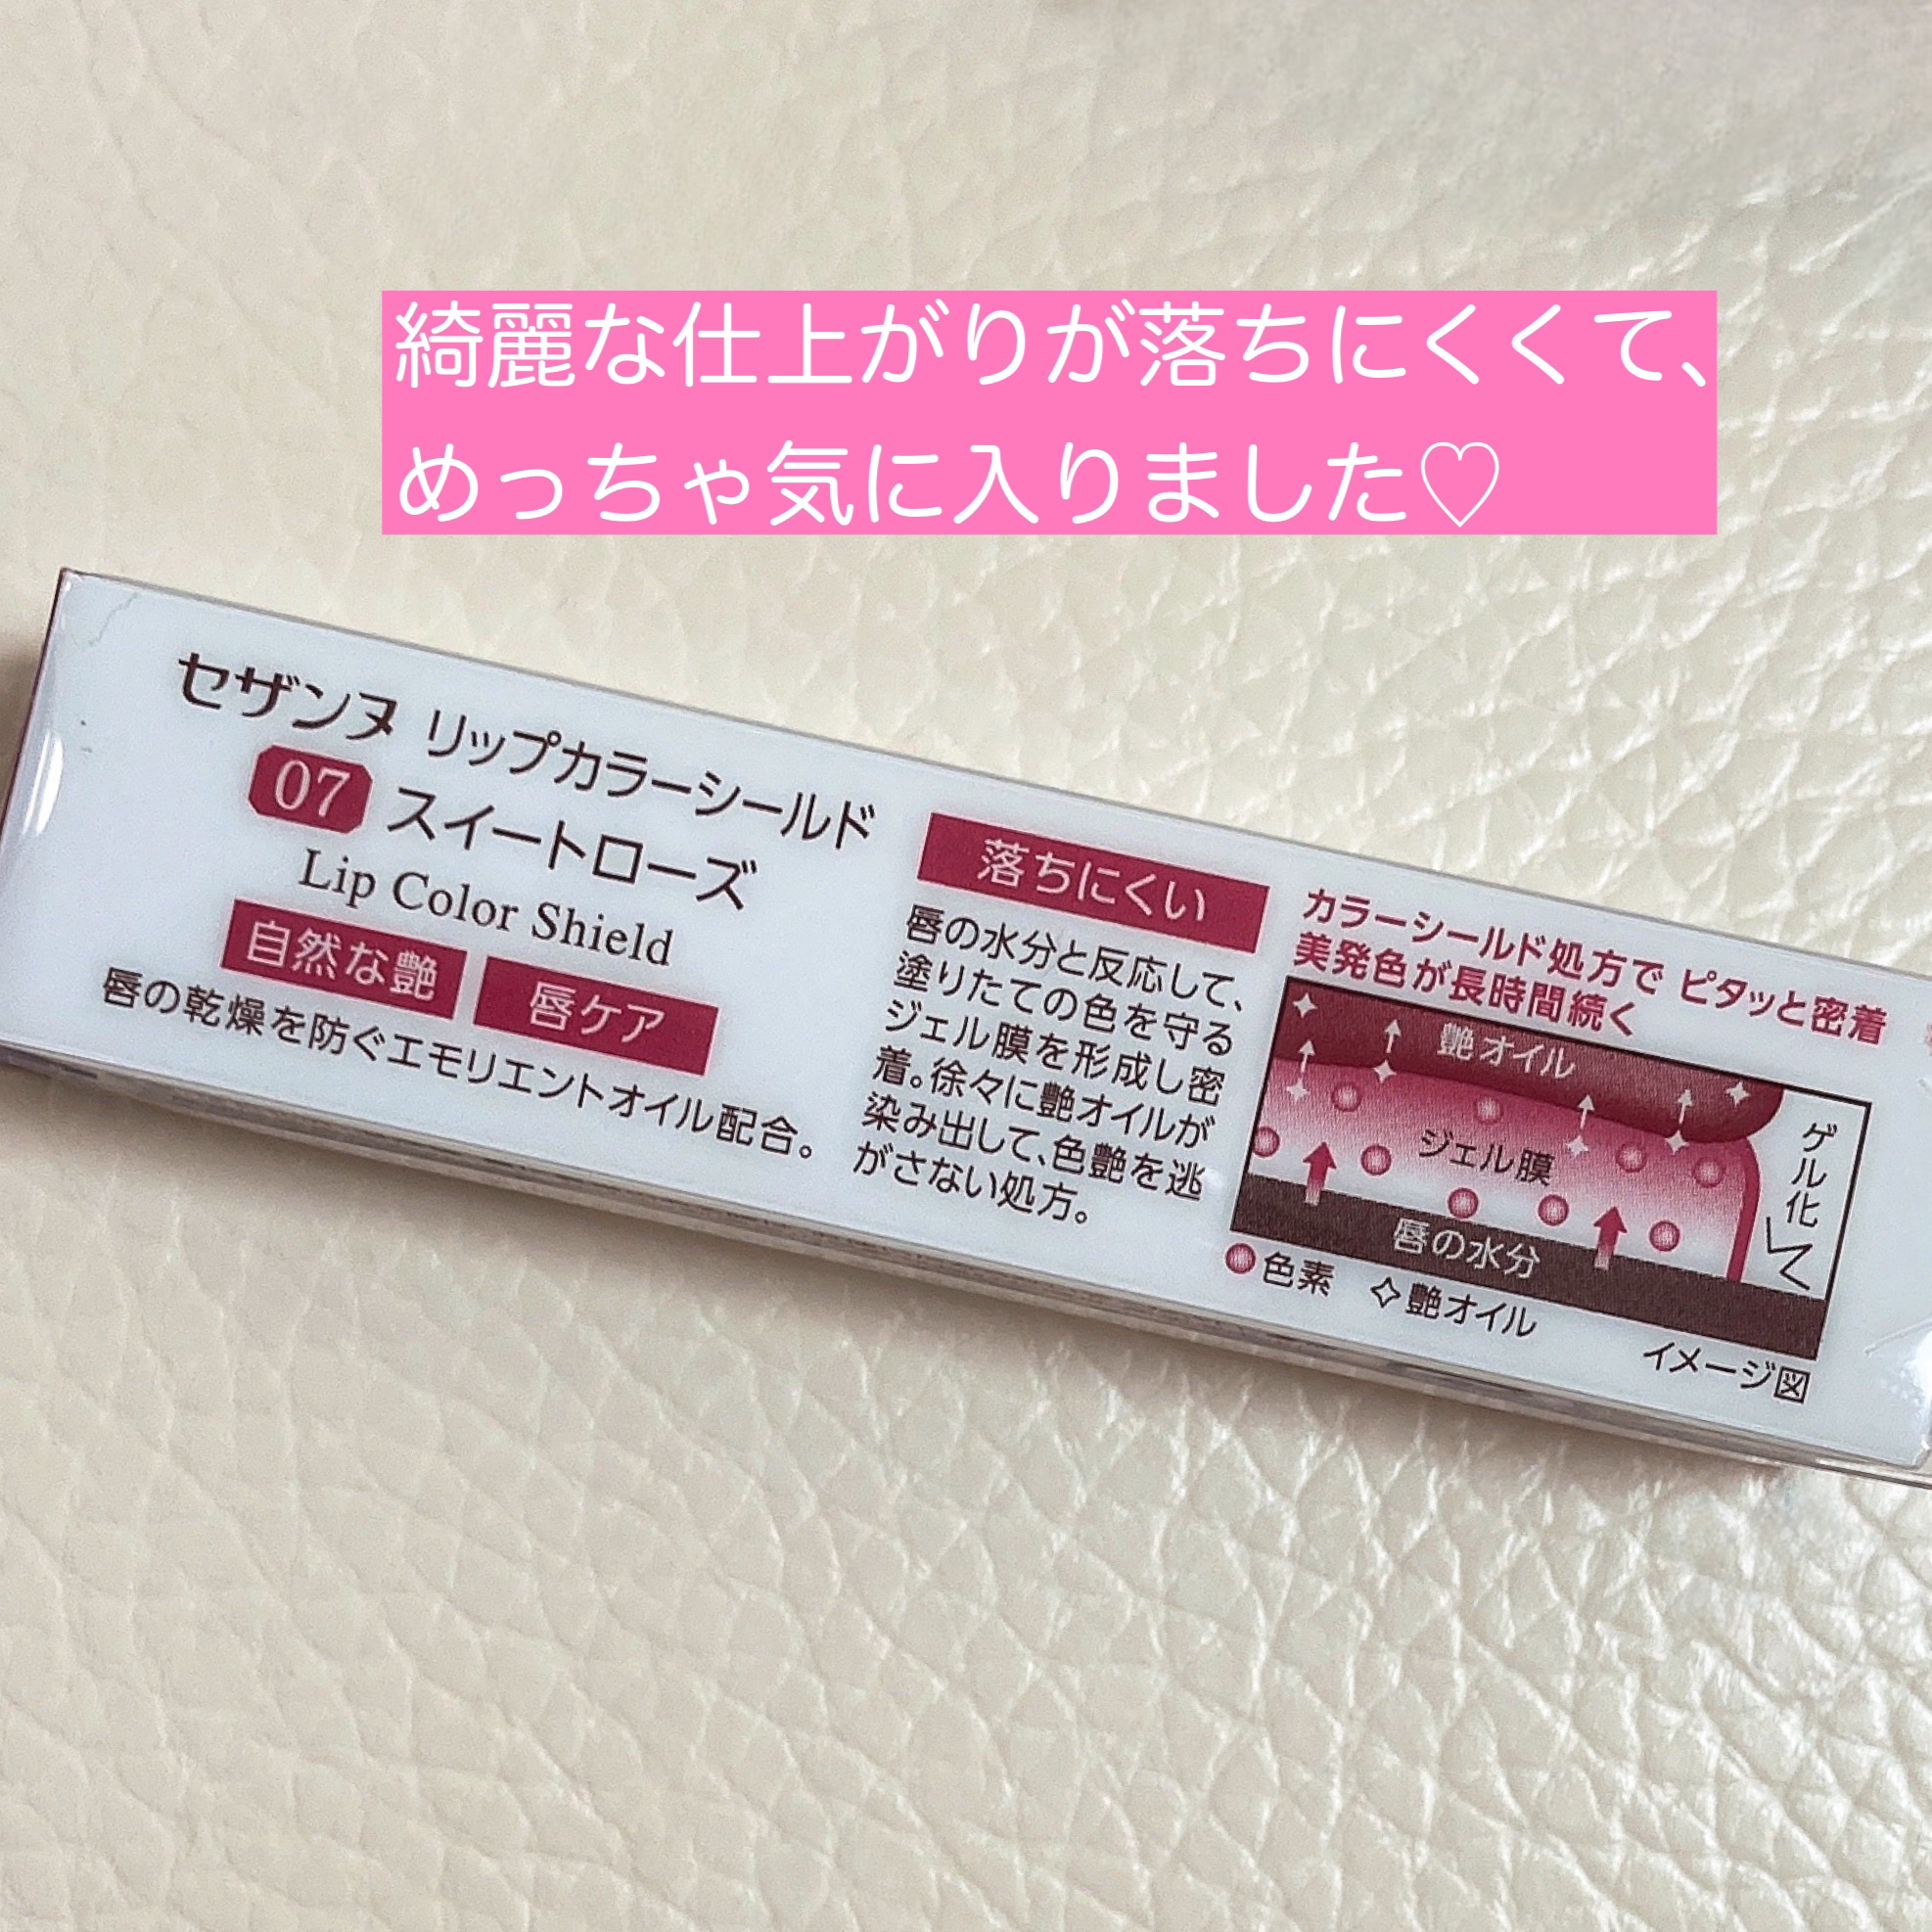 綺麗な仕上がりが落ちにくくて、
めっちゃ気に入りました♡
セザンヌ リップカラーシールド
07 スイートローズ
Lip Color Shield
自然な艶 唇ケア
唇の乾燥を防ぐエモリエントオイル配合。
落ちにくい
唇の水分と反応して、
塗りたての色を守る
ジェル膜を形成し密
着。徐々に艶オイルが
染み出して、色艶を逃
がさない処方。
カラーシールド処方で ピタッと密着
美発色が長時間続く
艶オイル
ジェル膜
ゲル化
唇の水分
色素 艶オイル
イメージ図